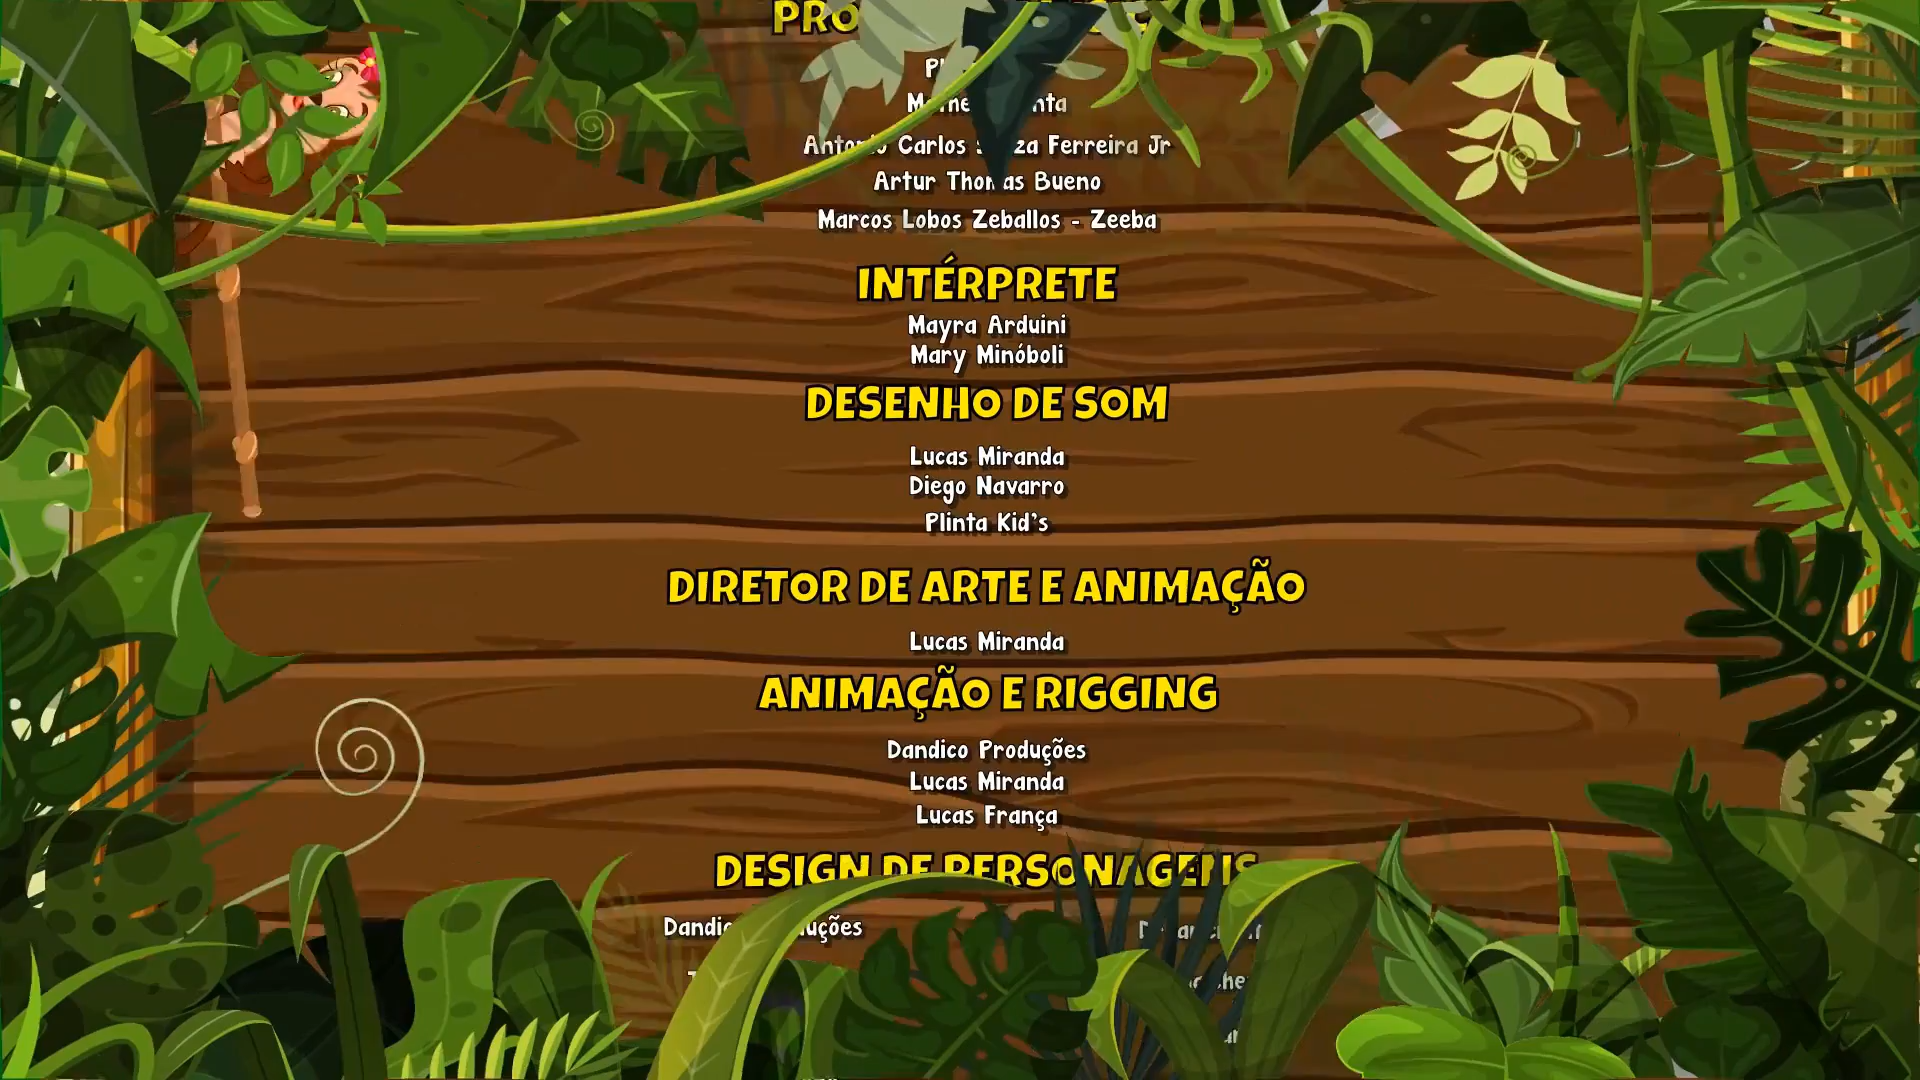 Antonio Carlos Ferreira Jr
Artur Thomas Bueno
Marcos Lobos Zeballos - Zeeba
INTÉRPRETE
Mayra Arduini
Mary Minóboli
DESENHO DE SOM
Lucas Miranda
Diego Navarro
Plinta Kid's
DIRETOR DE ARTE E ANIMAÇÃO
Lucas Miranda
ANIMAÇÃO E RIGGING
Dandico Produções
Lucas Miranda
Lucas França
DESIGN DE PERSONAGENS
Dandico Produções